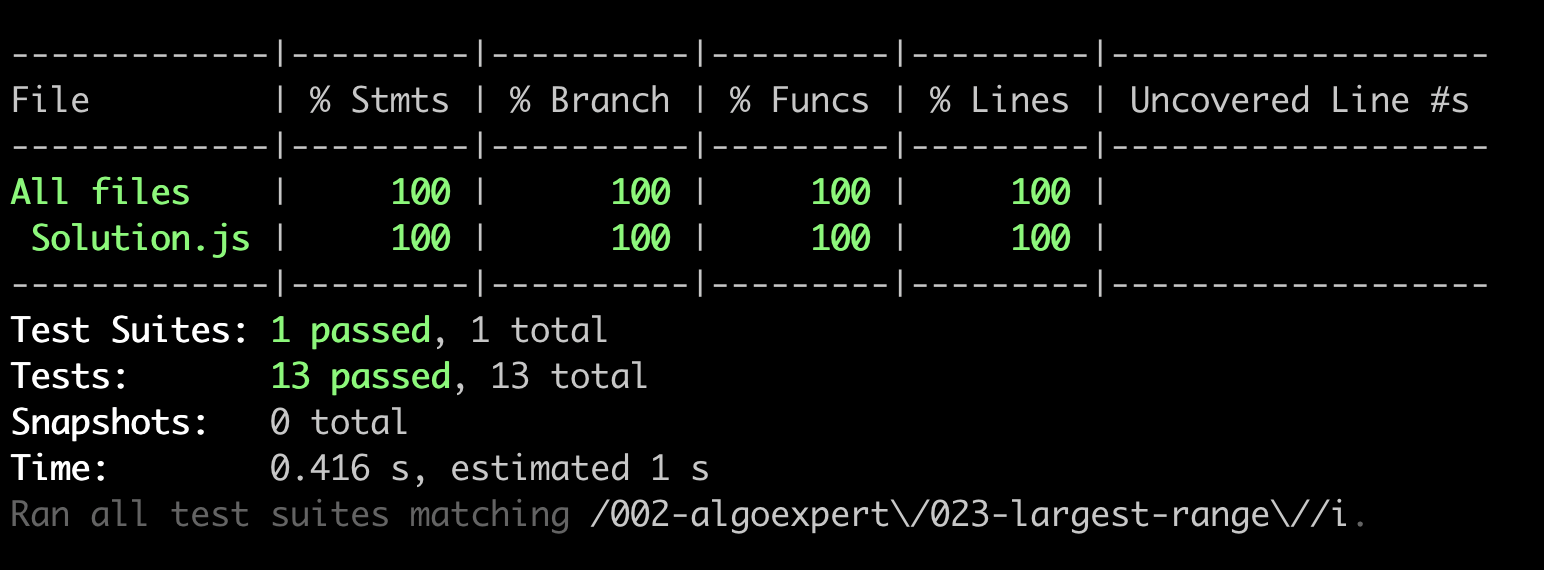 -------------|---------|----------|---------|---------|-------------------
File         | % Stmts | % Branch | % Funcs | % Lines | Uncovered Line #s
-------------|---------|----------|---------|---------|-------------------
All files    |     100 |      100 |     100 |     100 |
 Solution.js |     100 |      100 |     100 |     100 |
-------------|---------|----------|---------|---------|-------------------
Test Suites: 1 passed, 1 total
Tests:       13 passed, 13 total
Snapshots:   0 total
Time:        0.416 s, estimated 1 s
Ran all test suites matching /002-algoexpert\/023-largest-range\//i.